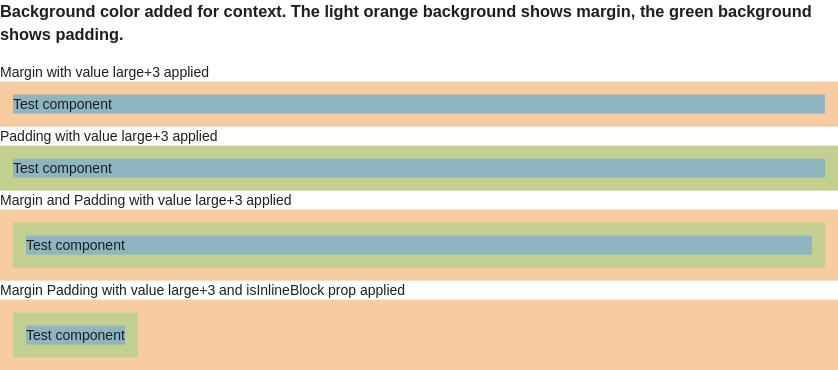 Background color added for context. The light orange background shows margin, the green background
shows padding.
Margin with value large+3 applied
Test component
Padding with value large+3 applied
Test component
Margin and Padding with value large+3 applied
Test component
Margin Padding with value large+3 and isInlineBlock prop applied
Test component